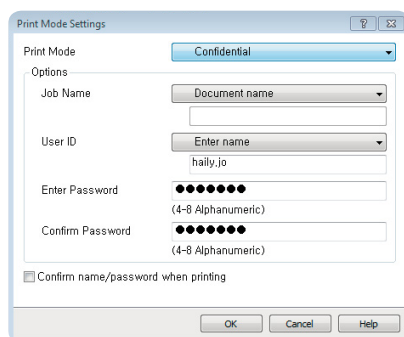 Print Mode Settings
Print Mode Confidential
Options
Job Name Document name
User ID Enter name
haily.jo
Enter Password ●●●●●●●
(4-8 Alphanumeric)
Confirm Password ●●●●●●●
(4-8 Alphanumeric)
Confirm name/password when printing
OK Cancel Help